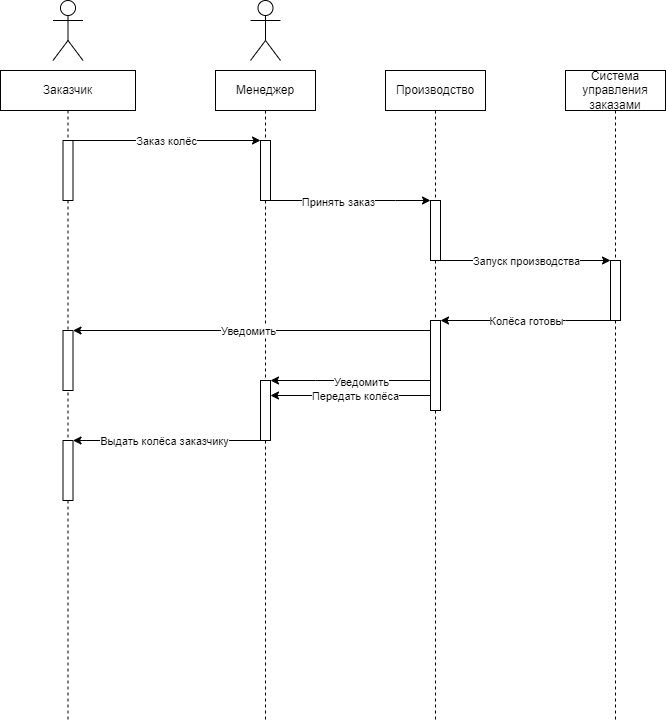 Заказчик
Менеджер
Производство
Система
управления
заказами
Заказ колёс
Принять заказ
Запуск производства
Колёса готовы
Уведомить
Уведомить
Передать колёса
Выдать колёса заказчику